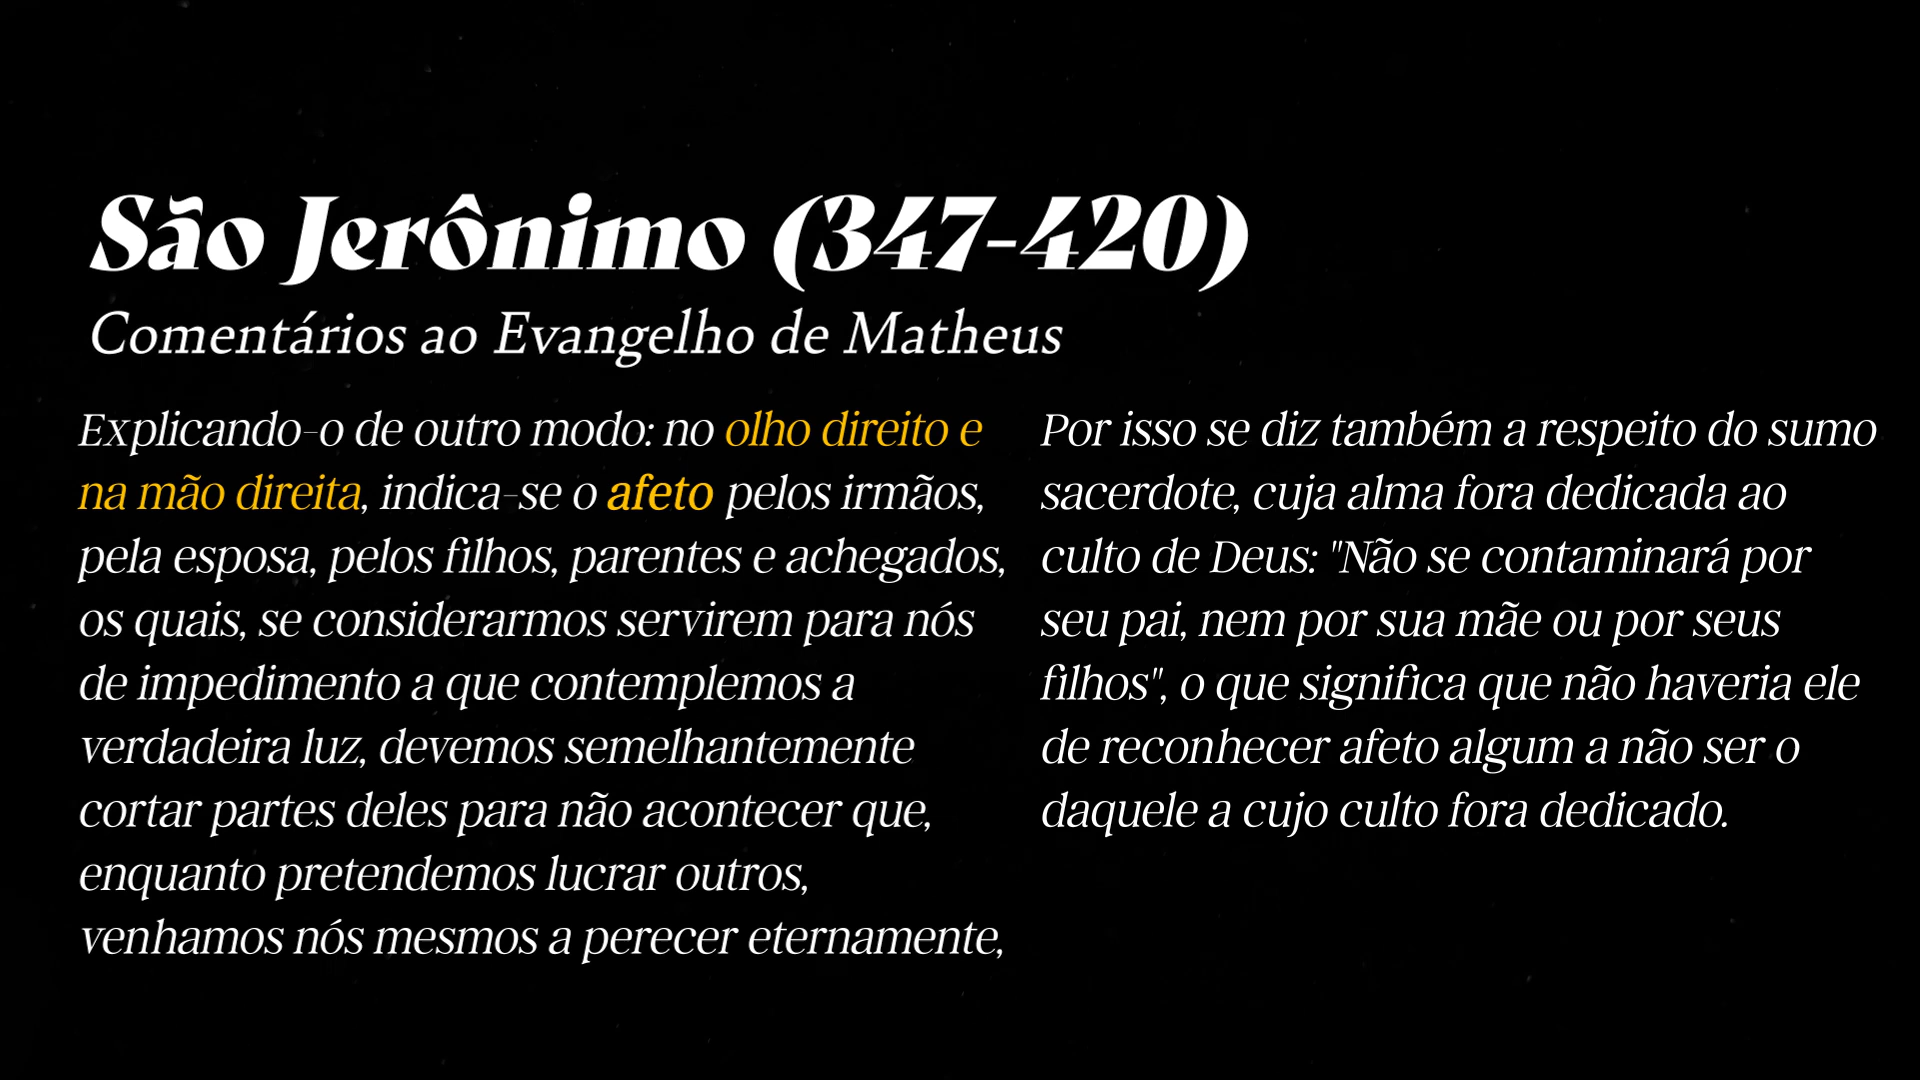 São Jerônimo (347-420)
Comentários ao Evangelho de Matheus
Explicando-o de outro modo: no olho direito e
na mão direita, indica-se o afeto pelos irmãos,
pela esposa, pelos filhos, parentes e achegados,
os quais, se considerarmos servirem para nós
de impedimento a que contemplemos a
verdadeira luz, devemos semelhantemente
cortar partes deles para não acontecer que,
enquanto pretendemos lucrar outros,
venhamos nós mesmos a perecer eternamente,
Por isso se diz também a respeito do sumo
sacerdote, cuja alma fora dedicada ao
culto de Deus: "Não se contaminará por
seu pai, nem por sua mãe ou por seus
filhos", o que significa que não haveria ele
de reconhecer afeto algum a não ser o
daquele a cujo culto fora dedicado.